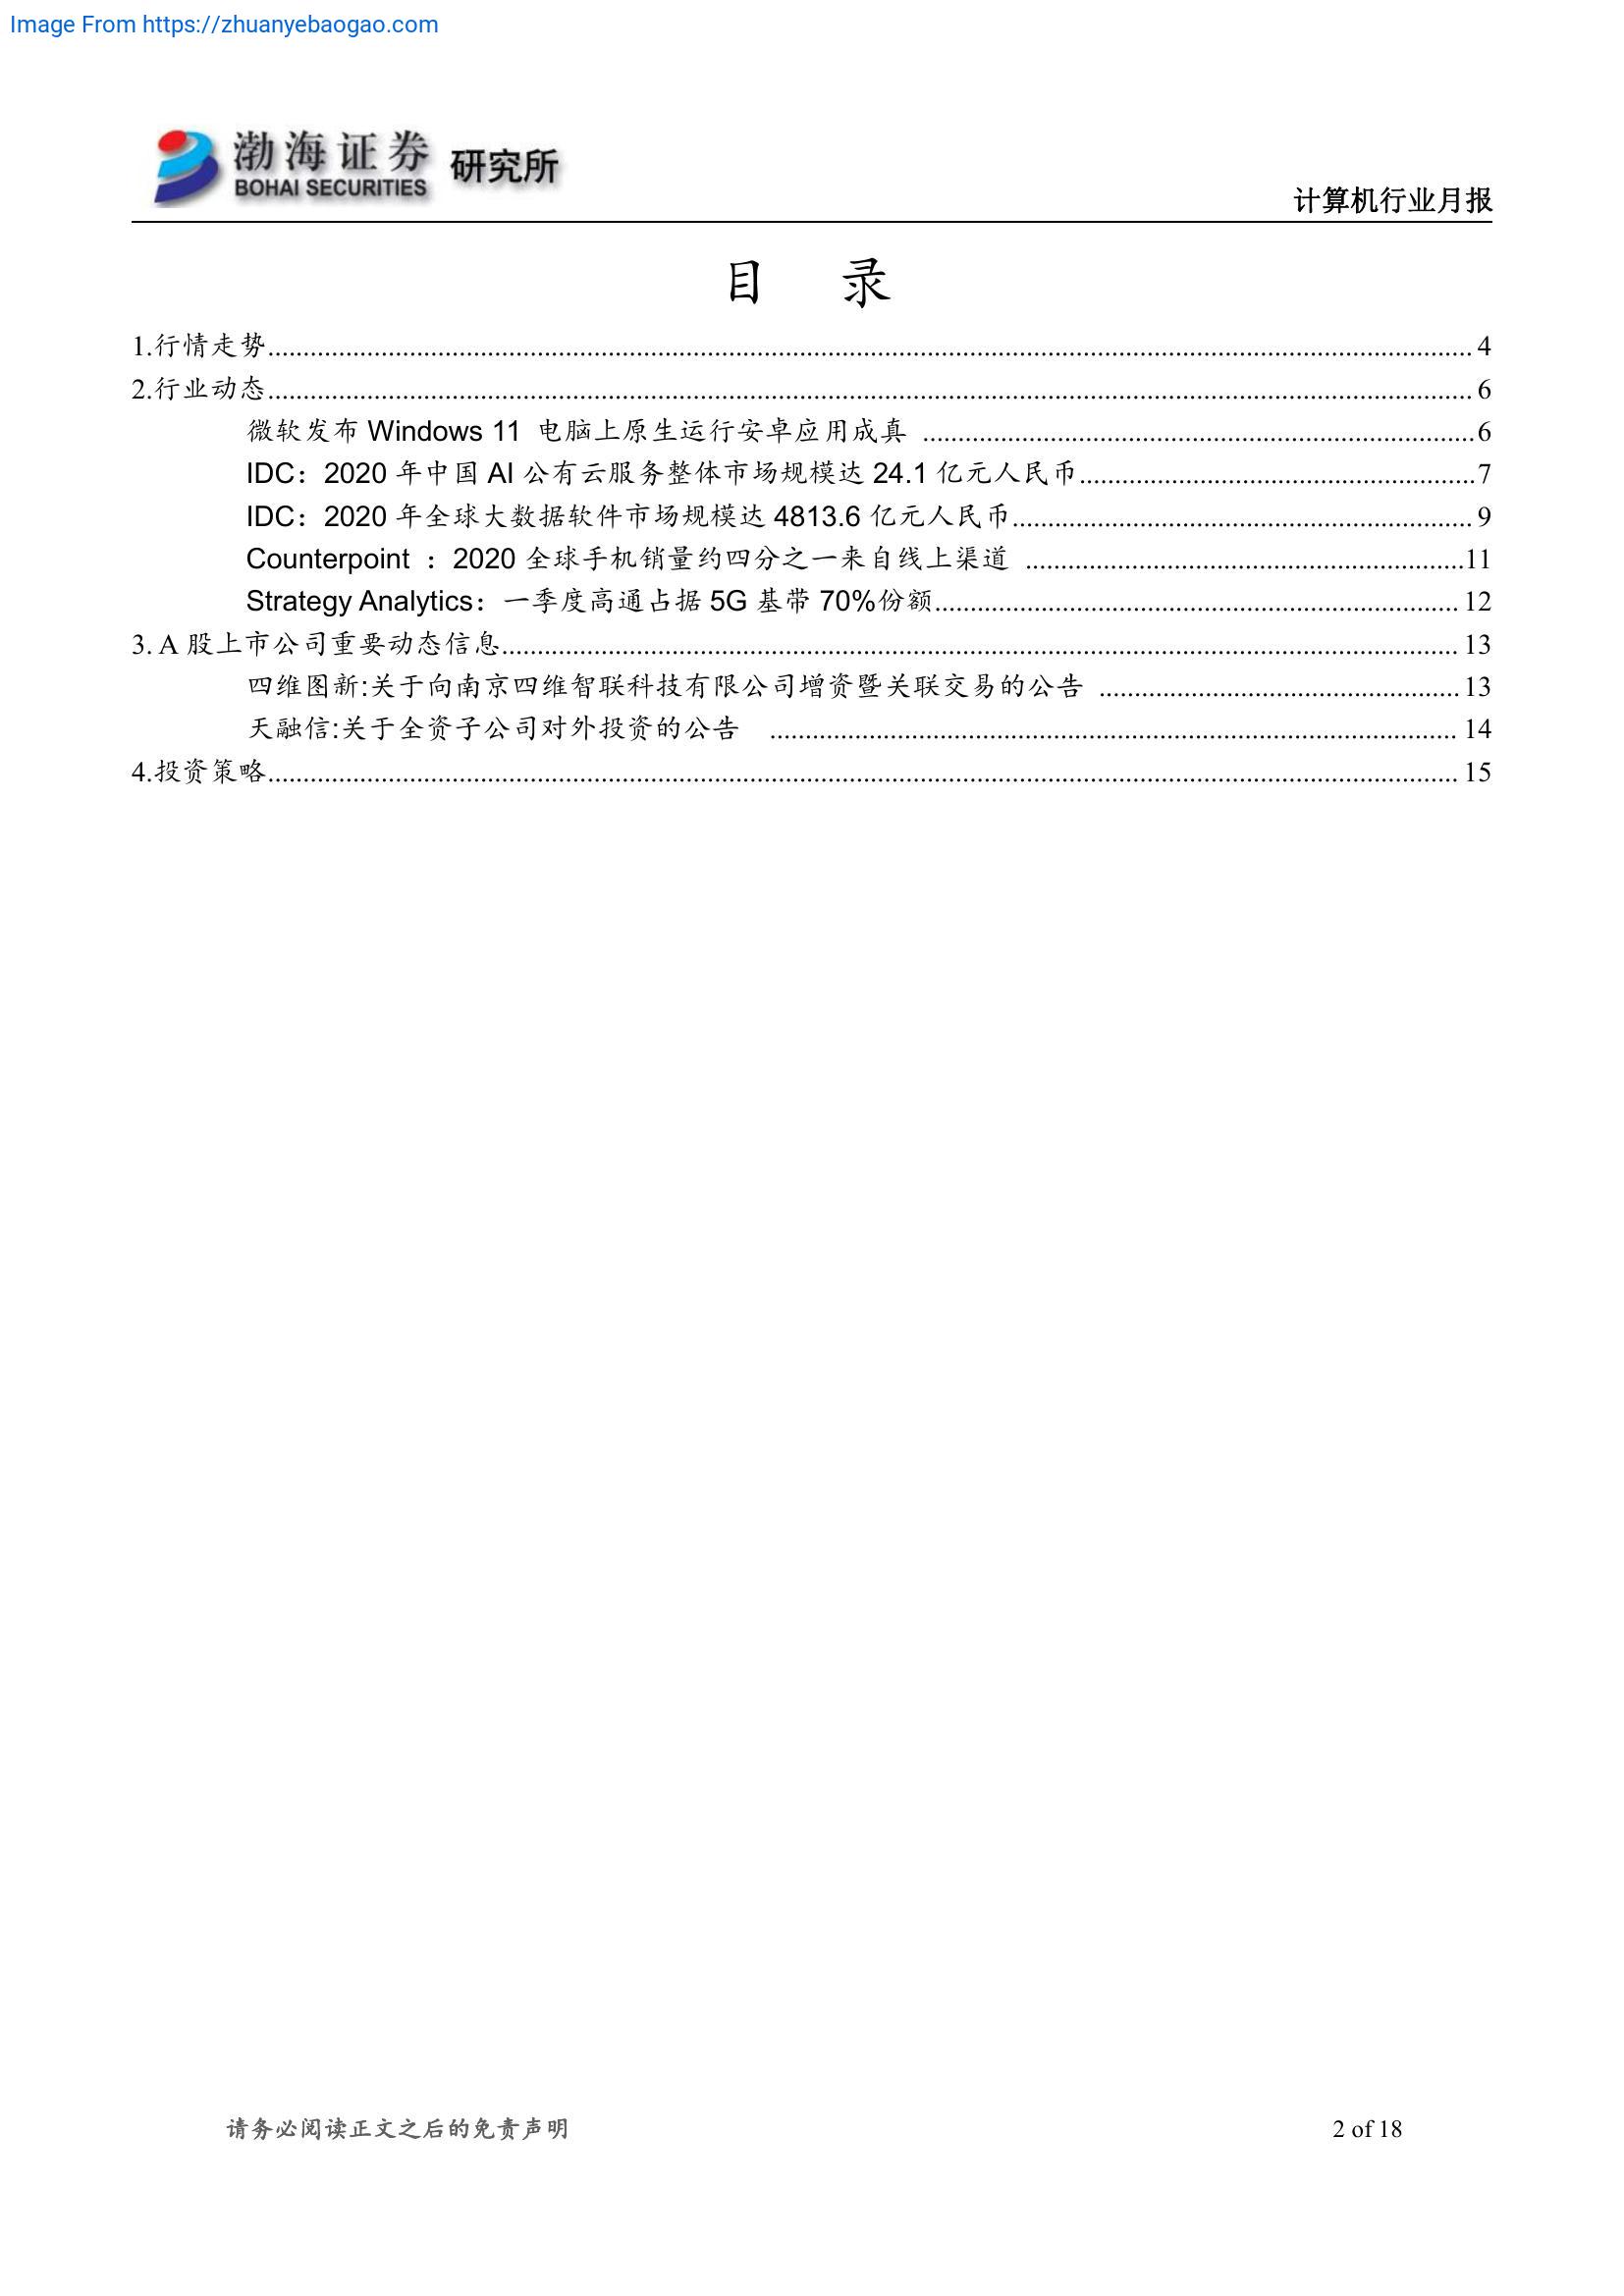 Image From https://zhuanyebaogao.com
渤海证券 研究所
BOHAI SECURITIES
计算机行业月报
目 录
1.行情走势........................................ 4
2.行业动态........................................ 6
微软发布 Windows 11 电脑上原生运行安卓应用成真 ........................................6
IDC：2020 年中国 AI 公有云服务整体市场规模达 24.1 亿元人民币........................................7
IDC：2020 年全球大数据软件市场规模达 4813.6 亿元人民币........................................ 9
Counterpoint ：2020 全球手机销量约四分之一来自线上渠道 ........................................11
Strategy Analytics：一季度高通占据 5G 基带 70%份额........................................ 12
3. A 股上市公司重要动态信息........................................ 13
四维图新:关于向南京四维智联科技有限公司增资暨关联交易的公告 ........................................13
天融信:关于全资子公司对外投资的公告 ........................................ 14
4.投资策略........................................ 15
请务必阅读正文之后的免责声明 2 of 18